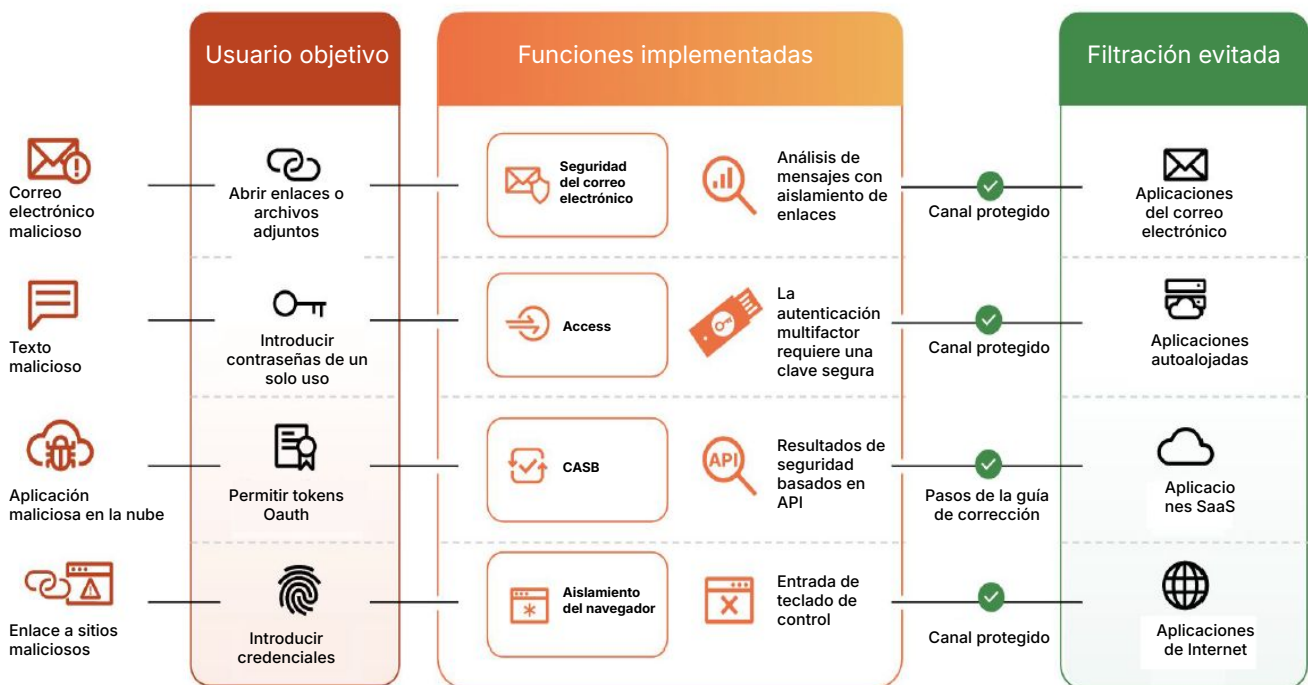 Usuario objetivo
Funciones implementadas
Filtración evitada
Correo
electrónico
malicioso
Abrir enlaces o
archivos
adjuntos
Seguridad
del correo
electrónico
Análisis de
mensajes con
aislamiento de
enlaces
Canal protegido
Aplicaciones
del correo
electrónico
Texto
malicioso
Introducir
contraseñas de un
solo uso
Access
La
autenticación
multifactor
requiere una
clave segura
Canal protegido
Aplicaciones
autoalojadas
Aplicación
maliciosa en la nube
Permitir tokens
Oauth
CASB
API
Resultados de
seguridad
basados en
API
Pasos de la guía
de corrección
Aplicacio
nes SaaS
Enlace a sitios
maliciosos
Introducir
credenciales
Aislamiento
del navegador
Entrada de
teclado de
control
Canal protegido
Aplicaciones
de Internet